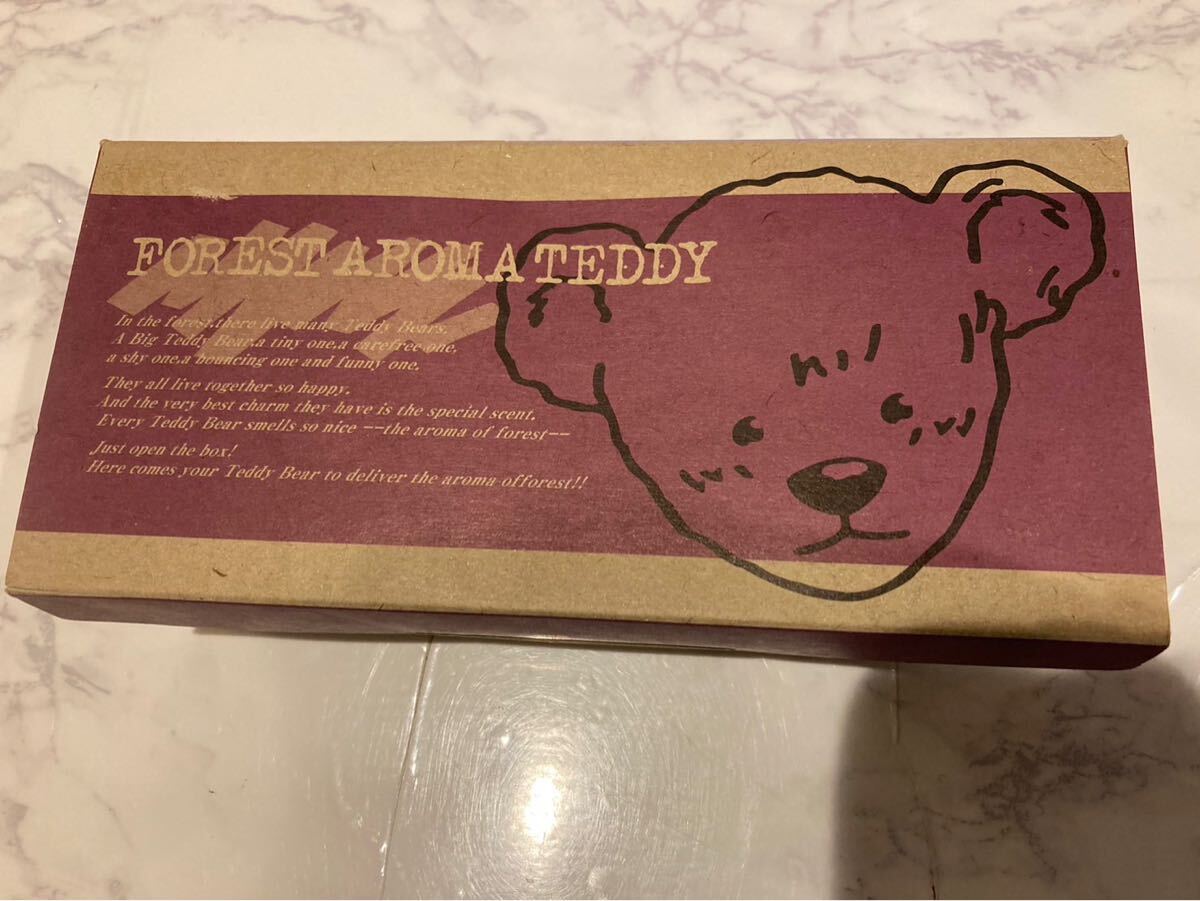 FOREST AROMA TEDDY
In the forest,there live many Teddy Bears.
A Big Teddy Bear,a tiny one,a carefree one,
a shy one,a bouncing one and funny one.
They all live together so happy.
And the very best charm they have is the special scent.
Every Teddy Bear smells so nice --the aroma of forest--
Just open the box!
Here comes your Teddy Bear to deliver the aroma offorest!!